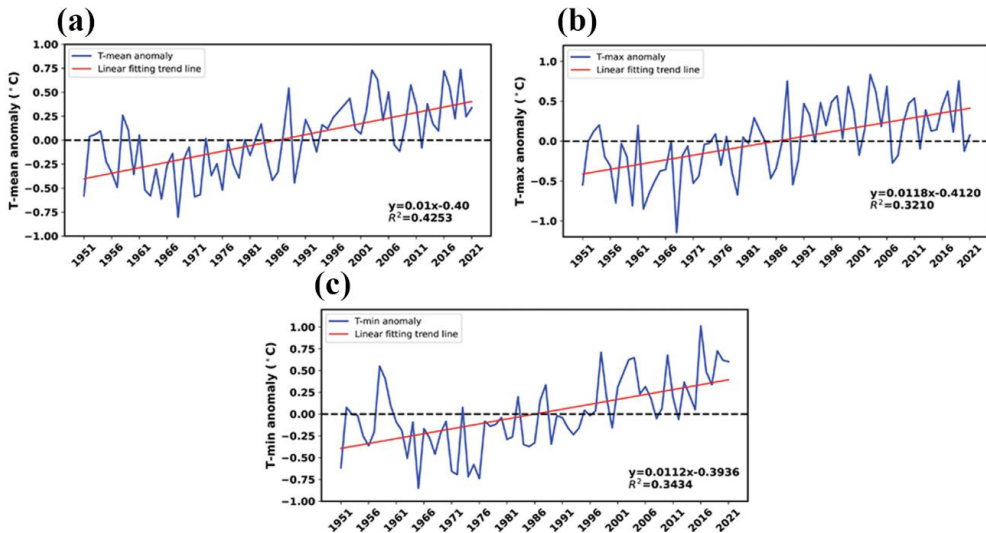 (a)
T-mean anomaly
Linear fitting trend line
T-mean anomaly (°C)
1.00
0.75
0.50
0.25
0.00
−0.25
−0.50
−0.75
−1.00
y=0.01x-0.40
R²=0.4253
1951 1956 1961 1966 1971 1976 1981 1986 1991 1996 2001 2006 2011 2016 2021
(b)
T-max anomaly
Linear fitting trend line
T-max anomaly (°C)
1.0
0.5
0.0
−0.5
−1.0
y=0.0118x-0.4120
R²=0.3210
1951 1956 1961 1966 1971 1976 1981 1986 1991 1996 2001 2006 2011 2016 2021
(c)
T-min anomaly
Linear fitting trend line
T-min anomaly (°C)
1.00
0.75
0.50
0.25
0.00
−0.25
−0.50
−0.75
−1.00
y=0.0112x-0.3936
R²=0.3434
1951 1956 1961 1966 1971 1976 1981 1986 1991 1996 2001 2006 2011 2016 2021